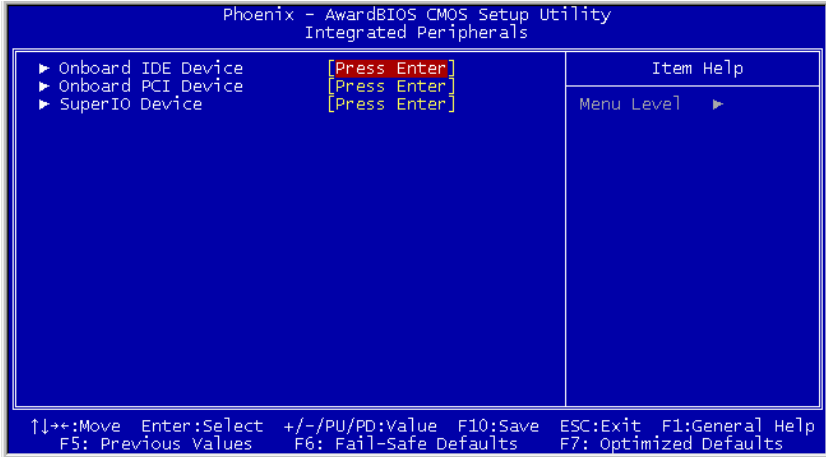 Phoenix - AwardBIOS CMOS Setup Utility
Integrated Peripherals
► Onboard IDE Device [Press Enter]
► Onboard PCI Device [Press Enter]
► SuperIO Device [Press Enter]
Item Help
Menu Level ►
↑↓→←:Move Enter:Select +/-/PU/PD:Value F10:Save ESC:Exit F1:General Help
F5: Previous Values F6: Fail-Safe Defaults F7: Optimized Defaults